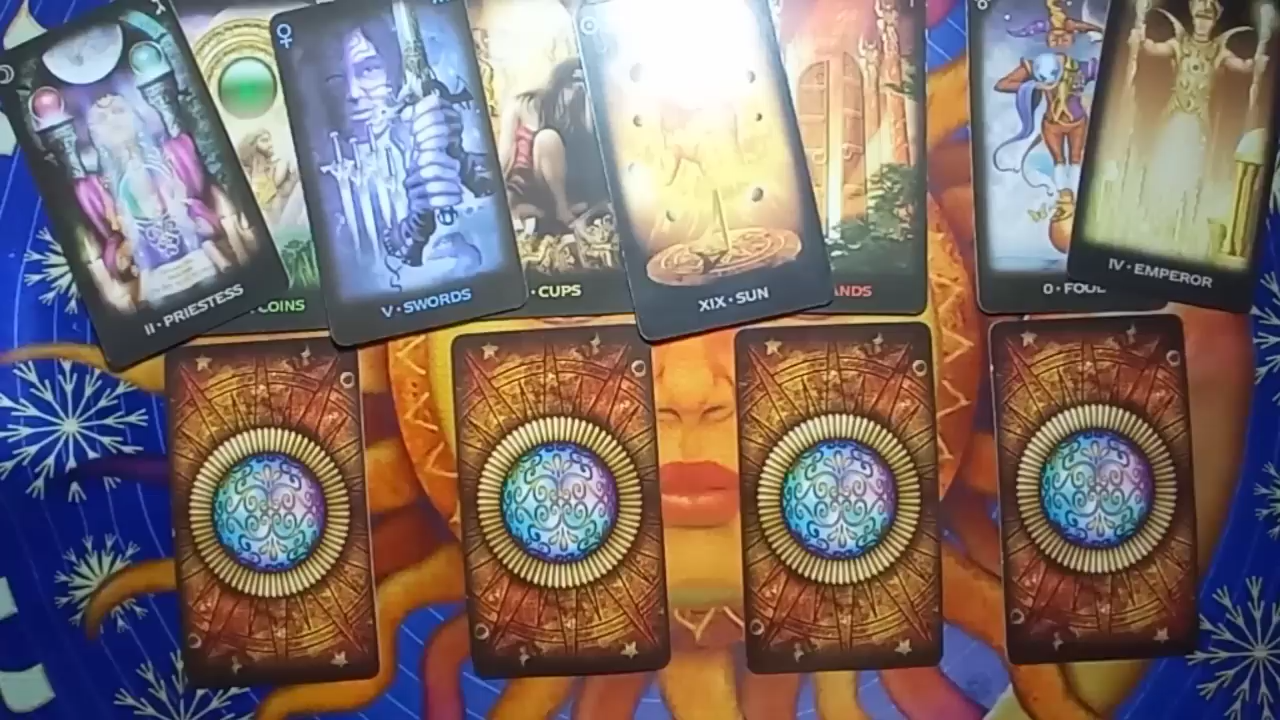 II · PRIESTESS
COINS
V · SWORDS
· CUPS
XIX · SUN
ANDS
0 · FOOL
IV · EMPEROR